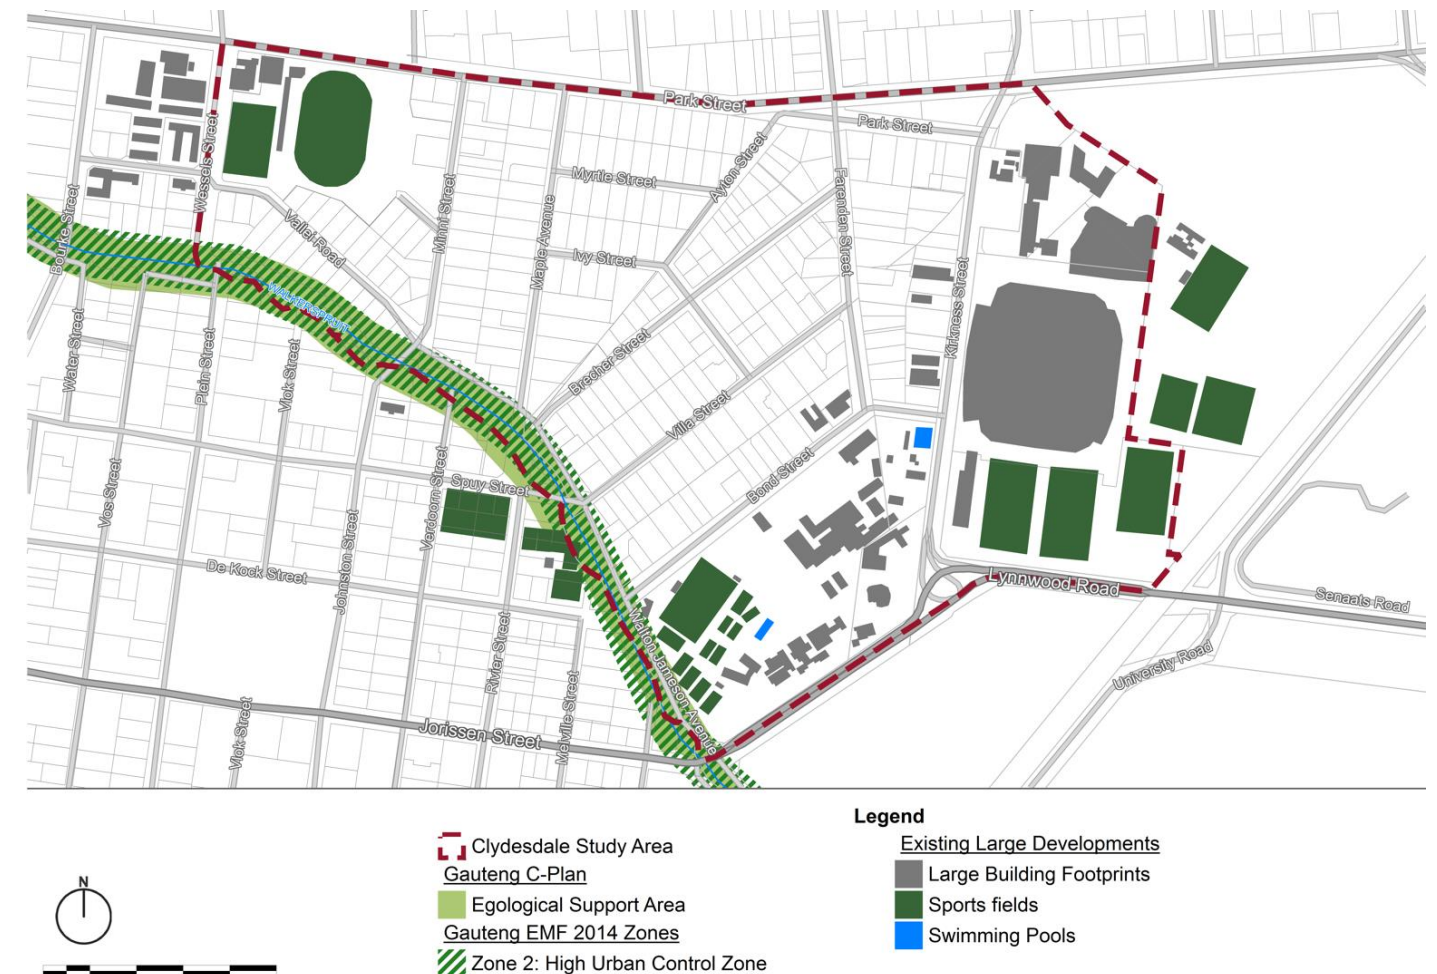 Park Street
Park Street
Wessels Street
Bourke Street
Vallei Road
Minni Street
Maple Avenue
Myrtle Street
Ayton Street
Farenden Street
Ivy Street
Kirkness Street
WALKERSPRUIT
Water Street
Plein Street
Vlok Street
Brecher Street
Villa Street
Bond Street
Vos Street
Johnston Street
Verdoorn Street
Spuy Street
De Kock Street
Rivier Street
Melville Street
Walton Jameson Avenue
Lynnwood Road
Senaats Road
University Road
Vlok Street
Jorissen Street
Legend
Clydesdale Study Area
Gauteng C-Plan
Egological Support Area
Gauteng EMF 2014 Zones
Zone 2: High Urban Control Zone
Existing Large Developments
Large Building Footprints
Sports fields
Swimming Pools
N